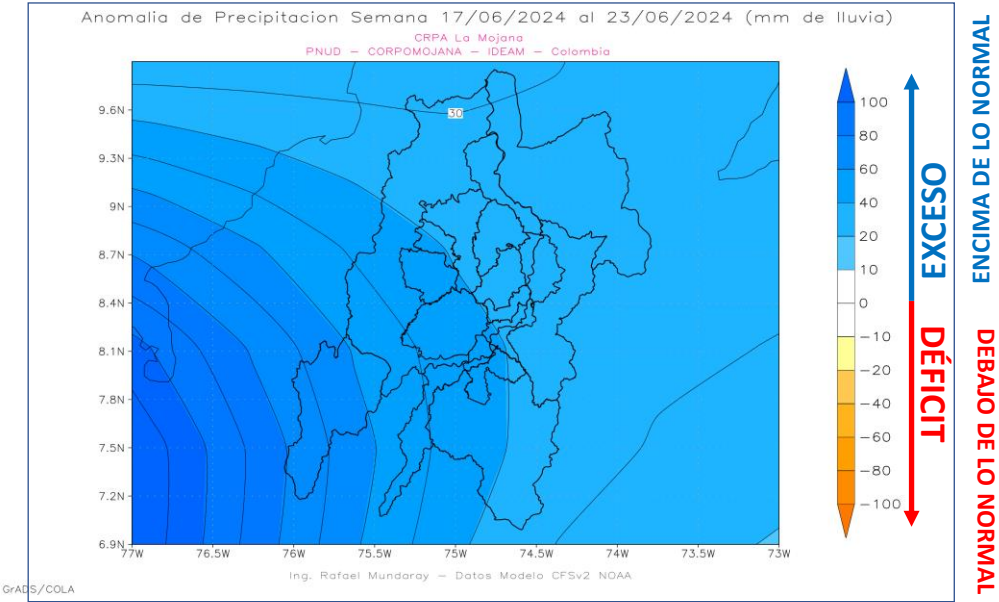 Anomalia de Precipitacion Semana 17/06/2024 al 23/06/2024 (mm de lluvia)
CRPA La Mojana
PNUD — CORPOMOJANA — IDEAM — Colombia
30
9.6N
9.3N
9N
8.7N
8.4N
8.1N
7.8N
7.5N
7.2N
6.9N
77W
76.5W
76W
75.5W
75W
74.5W
74W
73.5W
73W
100
80
60
40
20
10
0
−10
−20
−40
−60
−80
−100
EXCESO
DÉFICIT
ENCIMA DE LO NORMAL
DEBAJO DE LO NORMAL
Ing. Rafael Mundaray — Datos Modelo CFSv2 NOAA
GrADS/COLA